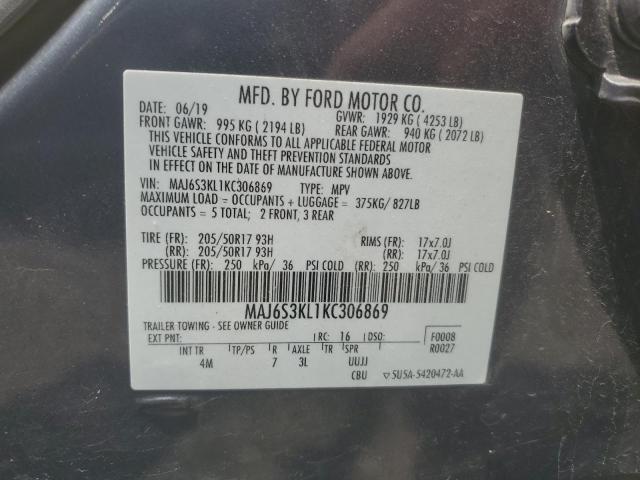 MFD. BY FORD MOTOR CO.
DATE: 06/19 GVWR: 1929 KG ( 4253 LB)
FRONT GAWR: 995 KG ( 2194 LB) REAR GAWR: 940 KG ( 2072 LB)
THIS VEHICLE CONFORMS TO ALL APPLICABLE FEDERAL MOTOR
VEHICLE SAFETY AND THEFT PREVENTION STANDARDS
IN EFFECT ON THE DATE OF MANUFACTURE SHOWN ABOVE.
VIN: MAJ6S3KL1KC306869 TYPE: MPV
MAXIMUM LOAD = OCCUPANTS + LUGGAGE = 375KG/ 827LB
OCCUPANTS = 5 TOTAL; 2 FRONT, 3 REAR
TIRE (FR): 205/50R17 93H RIMS (FR): 17x7.0J
(RR): 205/50R17 93H (RR): 17x7.0J
PRESSURE (FR): 250 kPa/ 36 PSI COLD (RR): 250 kPa/ 36 PSI COLD
MAJ6S3KL1KC306869
TRAILER TOWING - SEE OWNER GUIDE
EXT PNT: RC: 16 DSO: F0008
R0027
INT TR TP/PS R AXLE TR SPR UUJJ
4M 7 3L
CBU ▽ 5U5A-5420472-AA